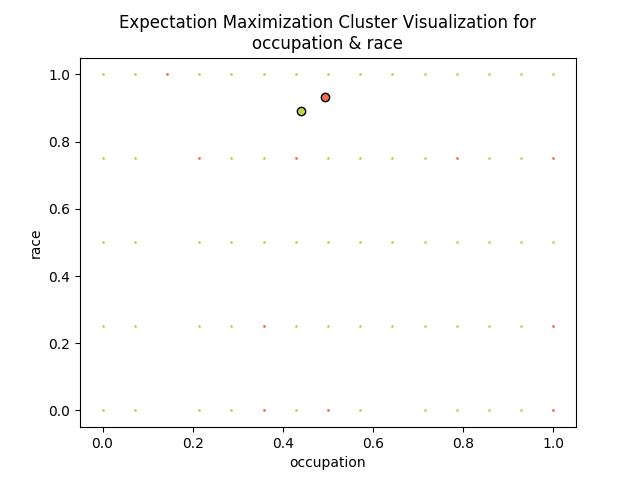 Expectation Maximization Cluster Visualization for
occupation & race
1.0
0.8
0.6
0.4
0.2
0.0
race
0.0 0.2 0.4 0.6 0.8 1.0
occupation